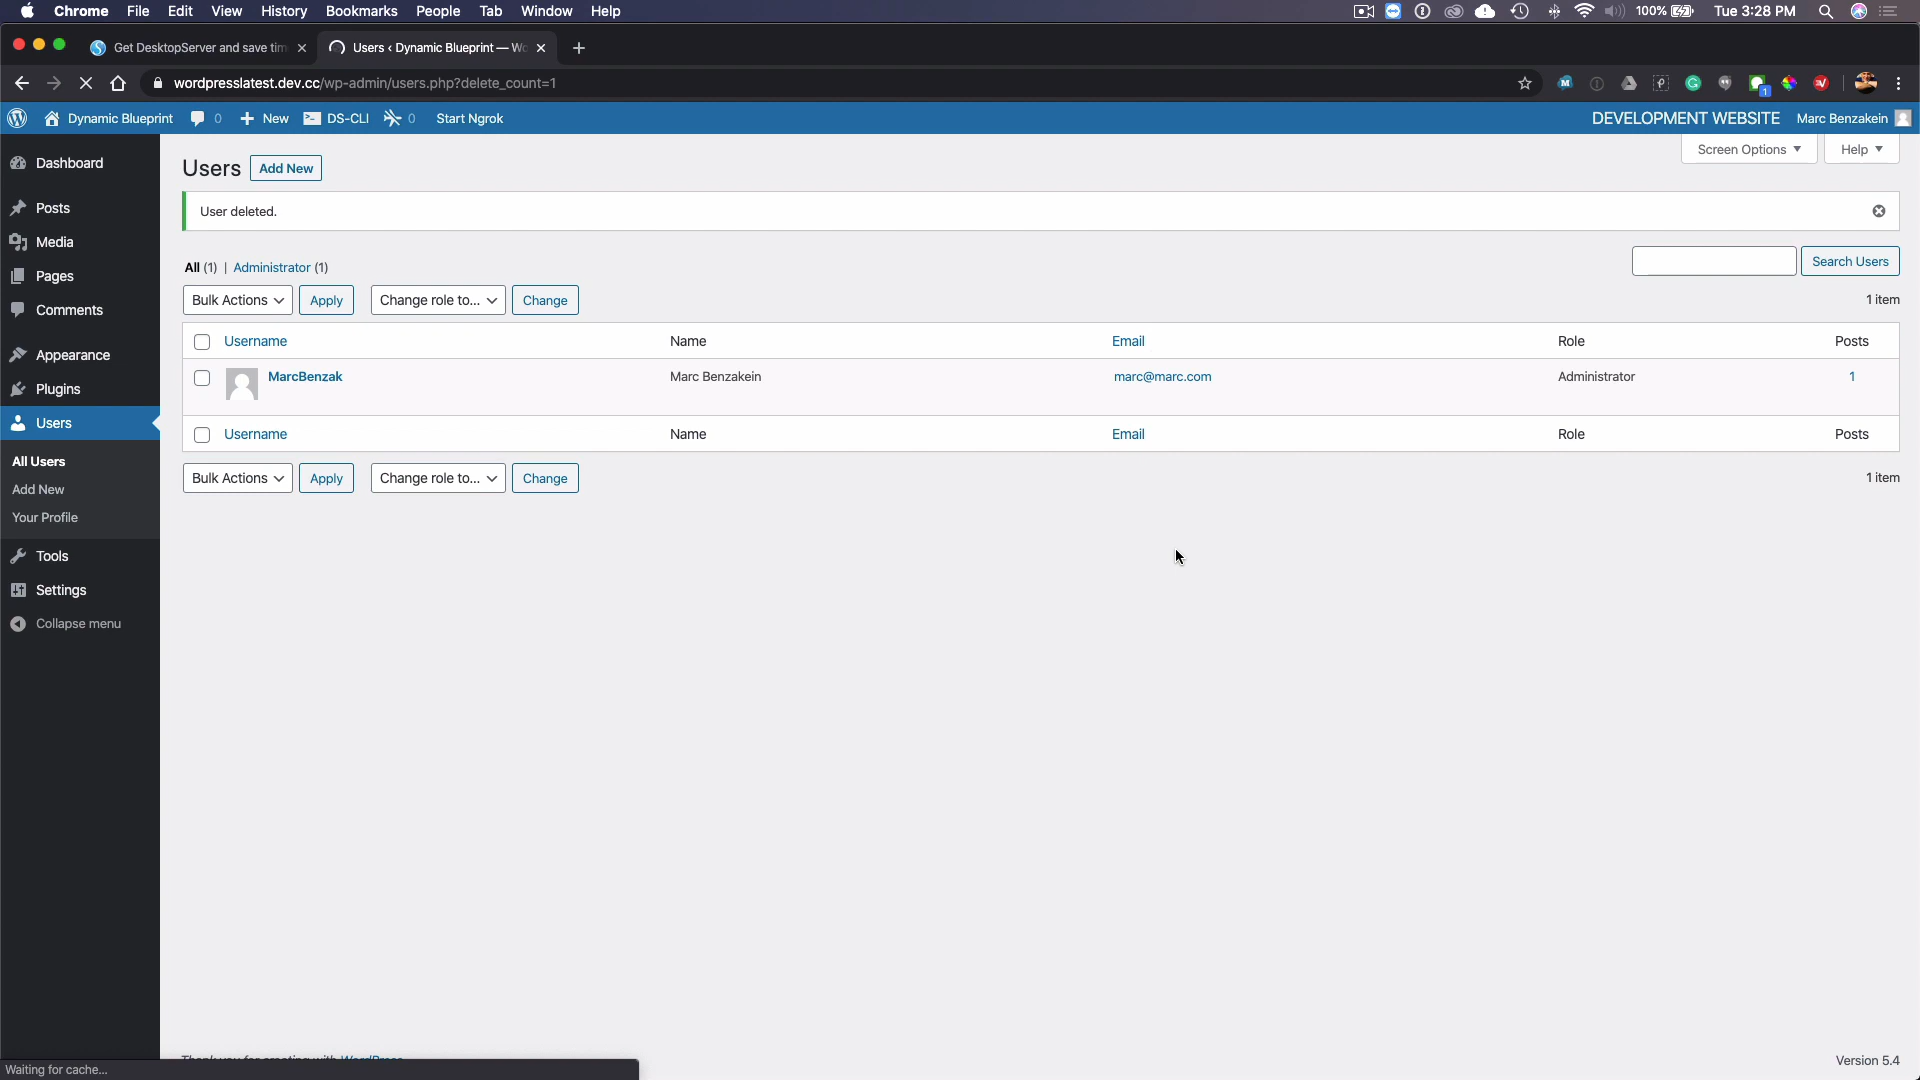 Chrome File Edit View History Bookmarks People Tab Window Help 100% Tue 3:28 PM
Get DesktopServer and save tim Users ‹ Dynamic Blueprint — Wo
wordpresslatest.dev.cc/wp-admin/users.php?delete_count=1
Dynamic Blueprint 0 New DS-CLI 0 Start Ngrok DEVELOPMENT WEBSITE Marc Benzakein
Screen Options Help
Dashboard
Posts
Media
Pages
Comments
Appearance
Plugins
Users
All Users
Add New
Your Profile
Tools
Settings
Collapse menu
Users Add New
User deleted.
All (1) | Administrator (1)
Search Users
Bulk Actions Apply Change role to... Change 1 item
Username Name Email Role Posts
MarcBenzak Marc Benzakein marc@marc.com Administrator 1
Username Name Email Role Posts
Bulk Actions Apply Change role to... Change 1 item
Version 5.4
Waiting for cache...